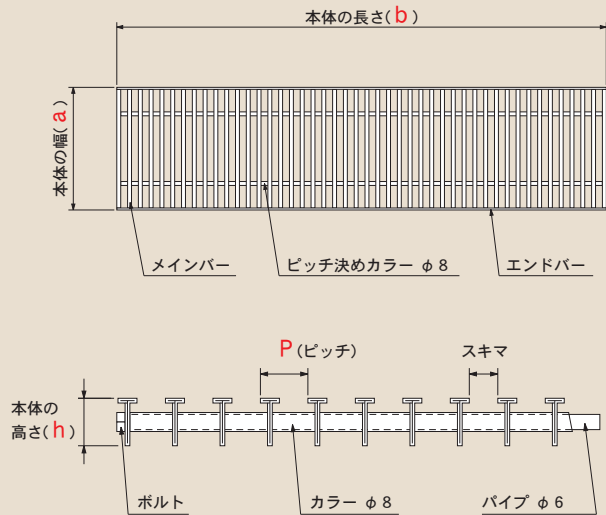 本体の長さ(b)
本体の幅(a)
メインバー
ピッチ決めカラー φ8
エンドバー
P(ピッチ)
スキマ
本体の
高さ(h)
ボルト
カラー φ8
パイプ φ6